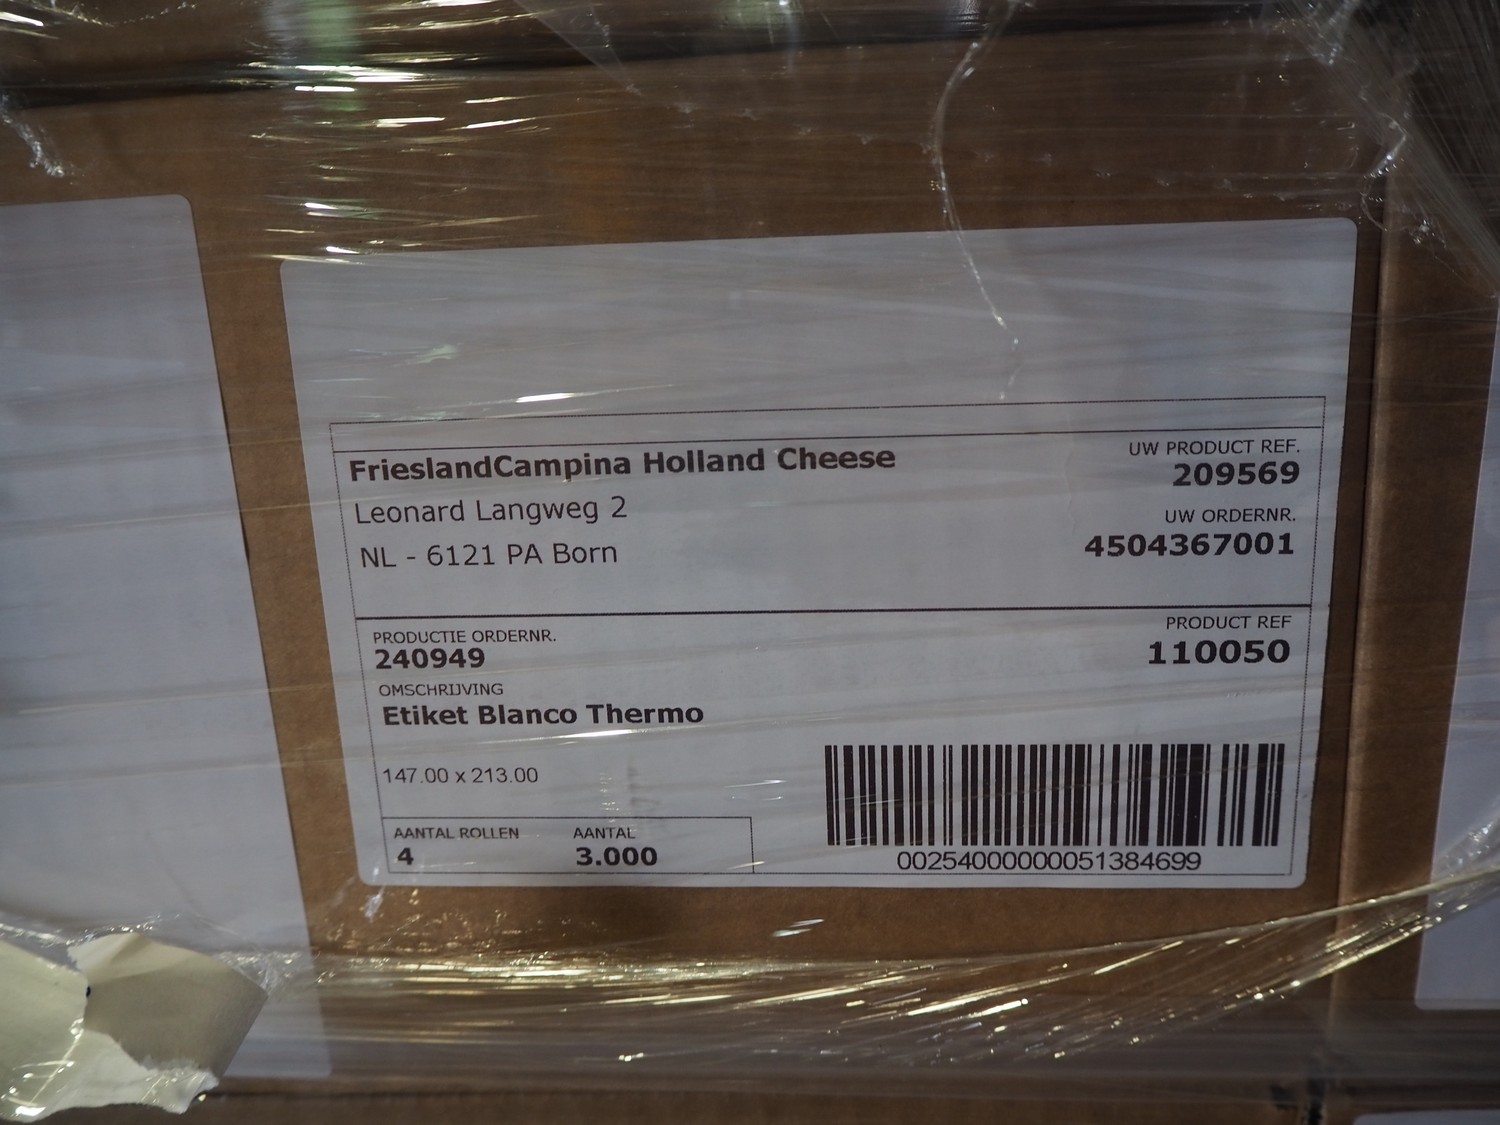 FrieslandCampina Holland Cheese
Leonard Langweg 2
NL - 6121 PA Born
UW PRODUCT REF.
209569
UW ORDERNR.
4504367001
PRODUCTIE ORDERNR.
240949
OMSCHRIJVING
Etiket Blanco Thermo
147.00 x 213.00
PRODUCT REF
110050
AANTAL ROLLEN
4
AANTAL
3.000
00254000000051384699